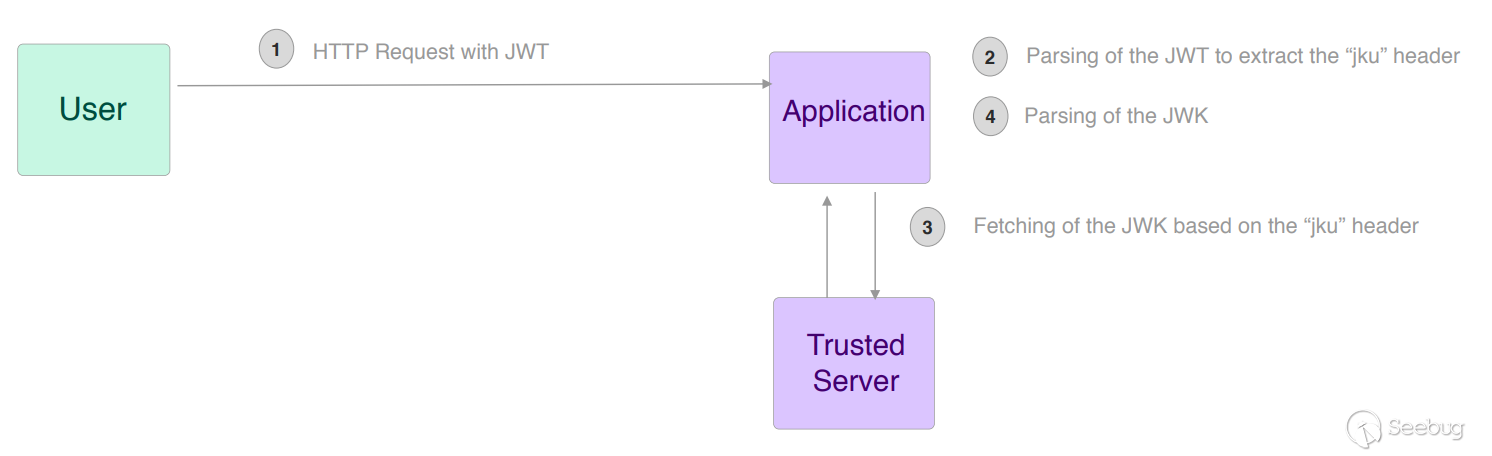 1 HTTP Request with JWT
User
Application
2 Parsing of the JWT to extract the “jku” header
4 Parsing of the JWK
3 Fetching of the JWK based on the “jku” header
Trusted
Server
Seebug